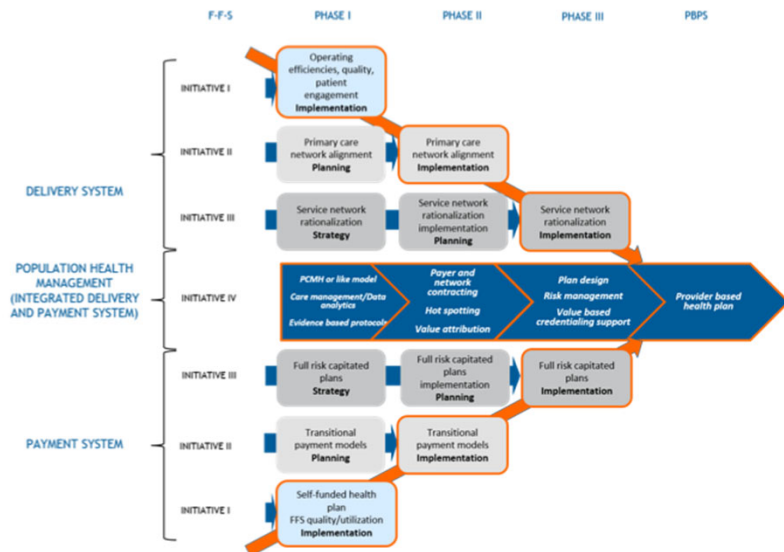 F-F-S PHASE I PHASE II PHASE III PBPS
Operating
efficiencies, quality,
patient
engagement
Implementation
INITIATIVE I
INITIATIVE II
Primary care
network alignment
Planning
Primary care
network alignment
Implementation
DELIVERY SYSTEM
INITIATIVE III
Service network
rationalization
Strategy
Service network
rationalization
implementation
Planning
Service network
rationalization
Implementation
POPULATION HEALTH
MANAGEMENT
(INTEGRATED DELIVERY
AND PAYMENT SYSTEM)
INITIATIVE IV
PCMH or like model
Care management/Data
analytics
Evidence based protocols
Payer and
network
contracting
Hot spotting
Value attribution
Plan design
Risk management
Value based
credentialing support
Provider based
health plan
INITIATIVE III
Full risk capitated
plans
Strategy
Full risk capitated
plans
implementation
Planning
Full risk capitated
plans
Implementation
PAYMENT SYSTEM
INITIATIVE II
Transitional
payment models
Planning
Transitional
payment models
Implementation
INITIATIVE I
Self-funded health
plan
FFS quality/utilization
Implementation